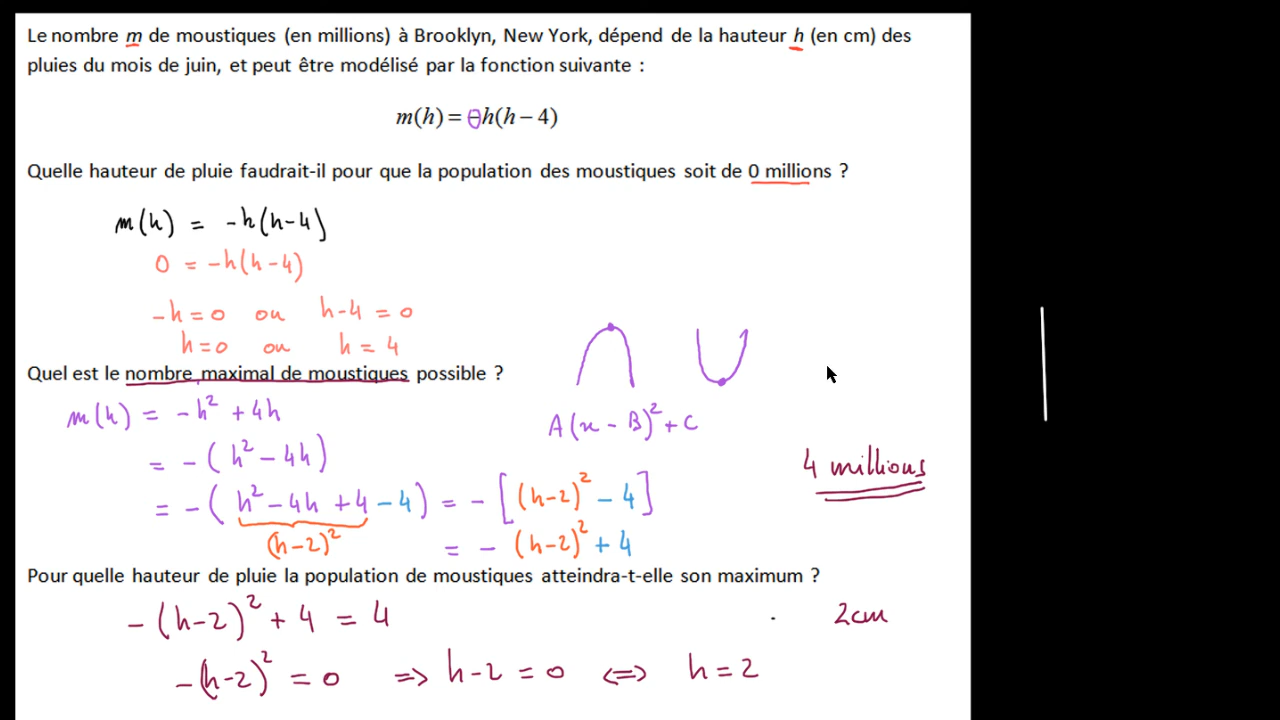 Le nombre m de moustiques (en millions) à Brooklyn, New York, dépend de la hauteur h (en cm) des
pluies du mois de juin, et peut être modélisé par la fonction suivante :
m(h) = -h(h - 4)
Quelle hauteur de pluie faudrait-il pour que la population des moustiques soit de 0 millions ?
m(h) = -h(h-4)
0 = -h(h-4)
-h=0 ou h-4=0
h=0 ou h=4
Quel est le nombre maximal de moustiques possible ?
m(h) = -h² + 4h
A(x - B)² + C
= -(h² - 4h)
4 millions
= -(h² - 4h + 4 - 4) = -[(h-2)² - 4]
(h-2)² = -(h-2)² + 4
Pour quelle hauteur de pluie la population de moustiques atteindra-t-elle son maximum ?
-(h-2)² + 4 = 4
2cm
-(h-2)² = 0 => h-2 = 0 <=> h=2